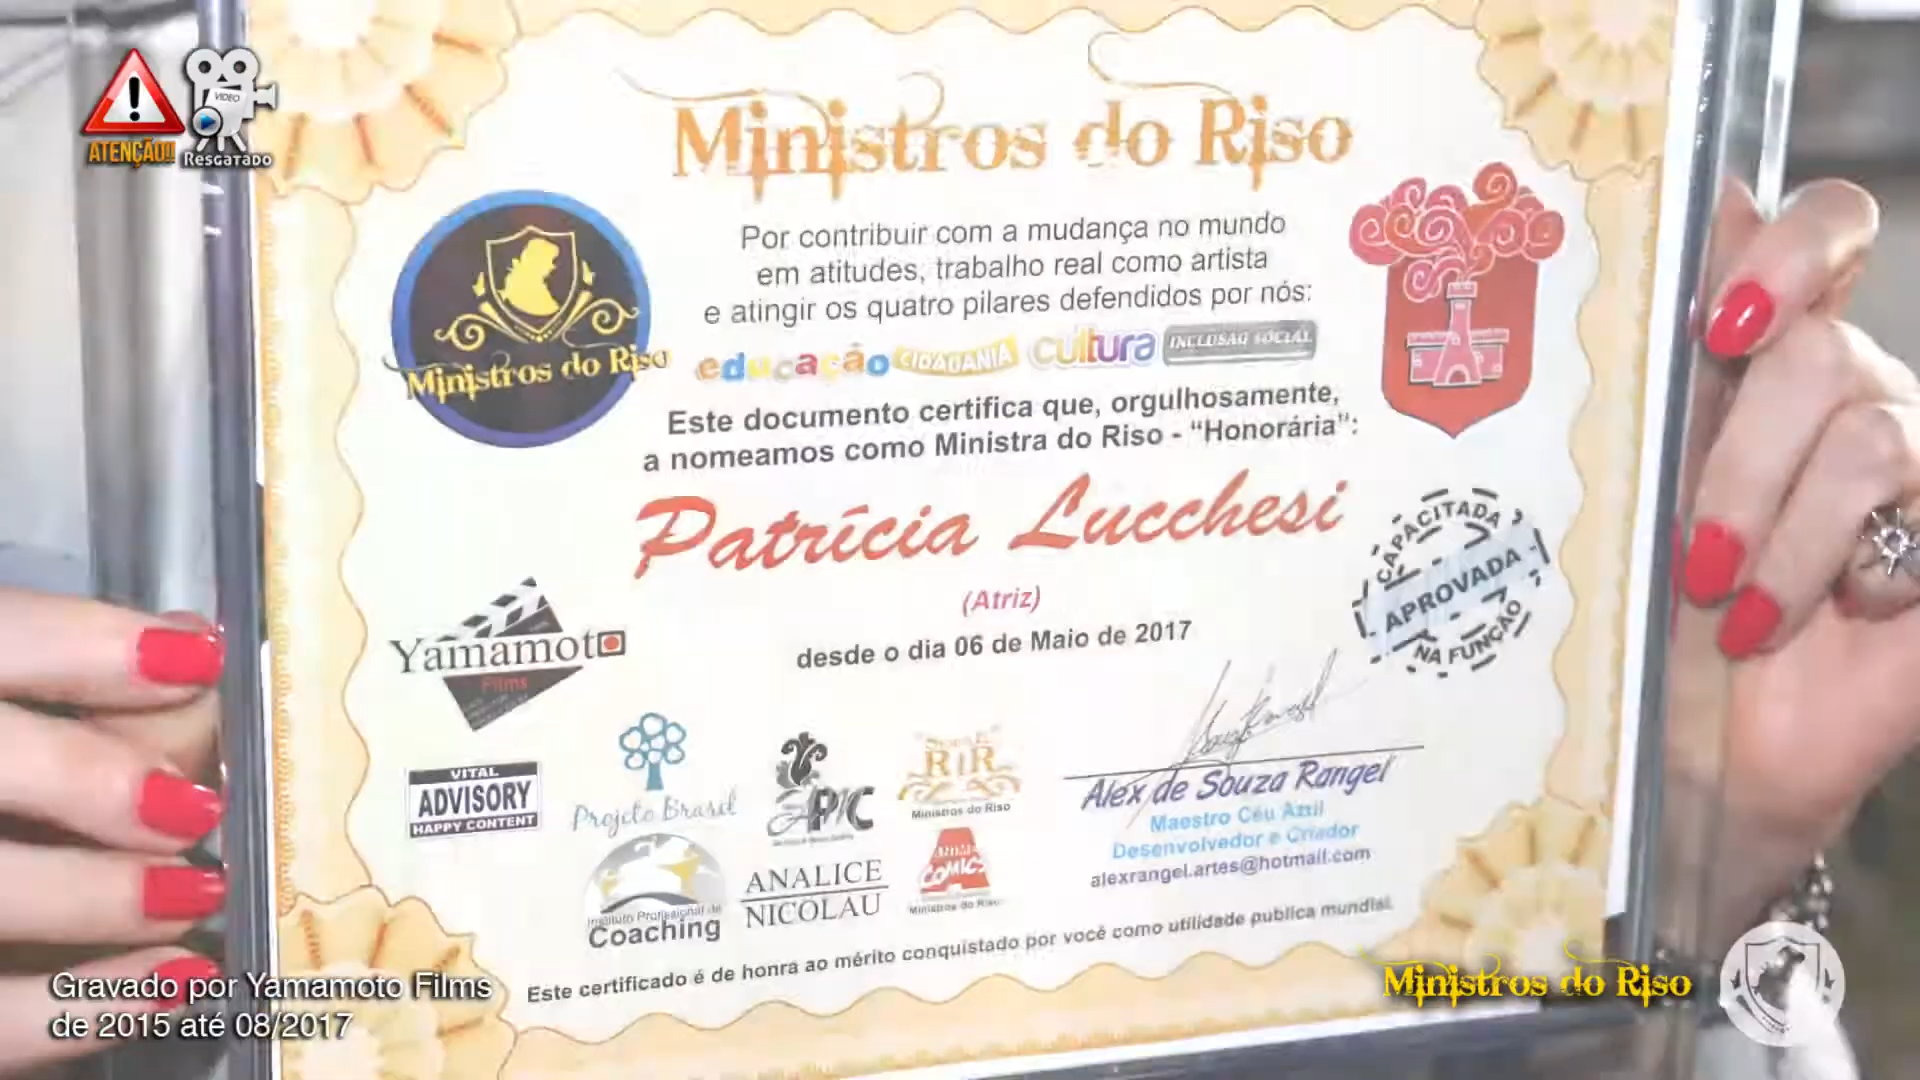 ATENÇÃO!!
VIDEO
RESGATADO
Ministros do Riso
Por contribuir com a mudança no mundo
em atitudes, trabalho real como artista
e atingir os quatro pilares defendidos por nós:
educação CIDADANIA cultura INCLUSÃO SOCIAL
Ministros do Riso
Este documento certifica que, orgulhosamente,
a nomeamos como Ministra do Riso - “Honorária”:
Patrícia Lucchesi
(Atriz)
desde o dia 06 de Maio de 2017
CAPACITADA
APROVADA
NA FUNÇÃO
Yamamoto
Films
VITAL
ADVISORY
HAPPY CONTENT
Projeto Brasil
APIC
RIR
Ministros do Riso
Alex de Souza Rangel
Maestro Céu Azul
Desenvolvedor e Criador
alexrangel.artes@hotmail.com
Instituto Profissional de
Coaching
ANALICE
NICOLAU
ANIMA
COMICS
Ministros do Riso
Este certificado é de honra ao mérito conquistado por você como utilidade publica mundial.
Gravado por Yamamoto Films
de 2015 até 08/2017
Ministros do Riso